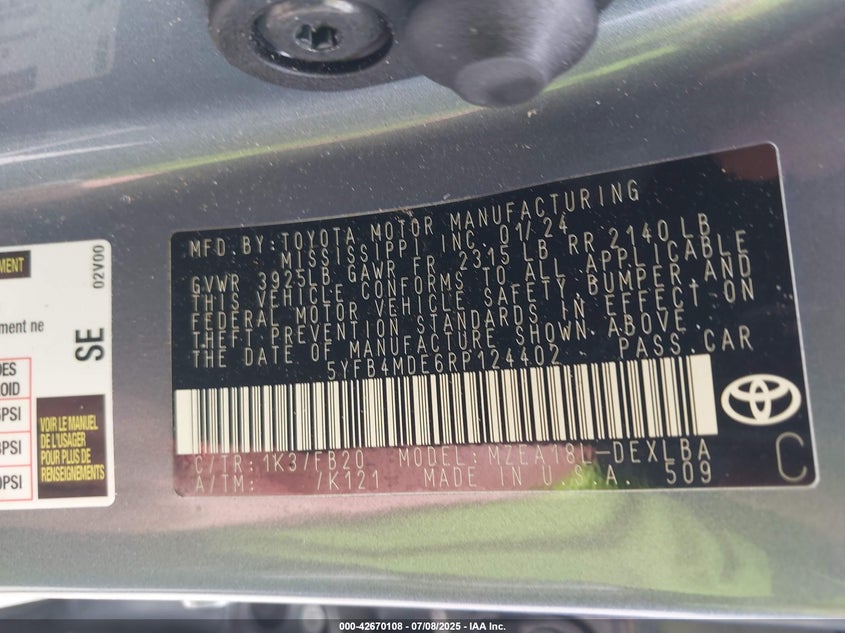 MFD. BY: TOYOTA MOTOR MANUFACTURING
MISSISSIPPI, INC. 01/24
GVWR 3925LB GAWR FR 2315 LB RR 2140 LB
THIS VEHICLE CONFORMS TO ALL APPLICABLE
FEDERAL MOTOR VEHICLE SAFETY, BUMPER, AND
THEFT PREVENTION STANDARDS IN EFFECT ON
THE DATE OF MANUFACTURE SHOWN ABOVE.
5YFB4MDE6RP124402 PASS.CAR
C/TR: 1K3/FB20 MODEL: MZEA18L-DEXLBA
A/TM: /K121 MADE IN U.S.A. 509
C
02V00
SE
VOIR LE MANUEL
DE L'USAGER
POUR PLUS DE
RENSEIGNEMENTS
000-42670108 - 07/08/2025 - IAA Inc.